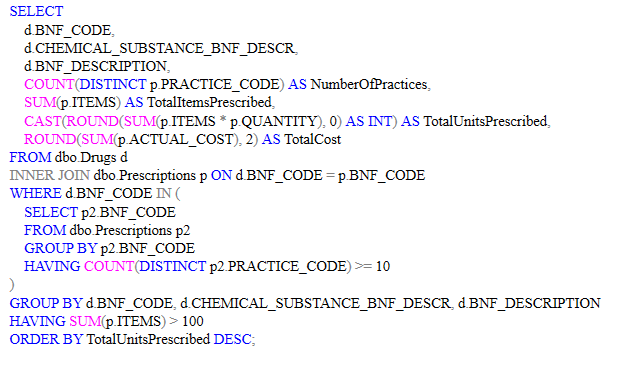 SELECT
d.BNF_CODE,
d.CHEMICAL_SUBSTANCE_BNF_DESCR,
d.BNF_DESCRIPTION,
COUNT(DISTINCT p.PRACTICE_CODE) AS NumberOfPractices,
SUM(p.ITEMS) AS TotalItemsPrescribed,
CAST(ROUND(SUM(p.ITEMS * p.QUANTITY), 0) AS INT) AS TotalUnitsPrescribed,
ROUND(SUM(p.ACTUAL_COST), 2) AS TotalCost
FROM dbo.Drugs d
INNER JOIN dbo.Prescriptions p ON d.BNF_CODE = p.BNF_CODE
WHERE d.BNF_CODE IN (
SELECT p2.BNF_CODE
FROM dbo.Prescriptions p2
GROUP BY p2.BNF_CODE
HAVING COUNT(DISTINCT p2.PRACTICE_CODE) >= 10
)
GROUP BY d.BNF_CODE, d.CHEMICAL_SUBSTANCE_BNF_DESCR, d.BNF_DESCRIPTION
HAVING SUM(p.ITEMS) > 100
ORDER BY TotalUnitsPrescribed DESC;